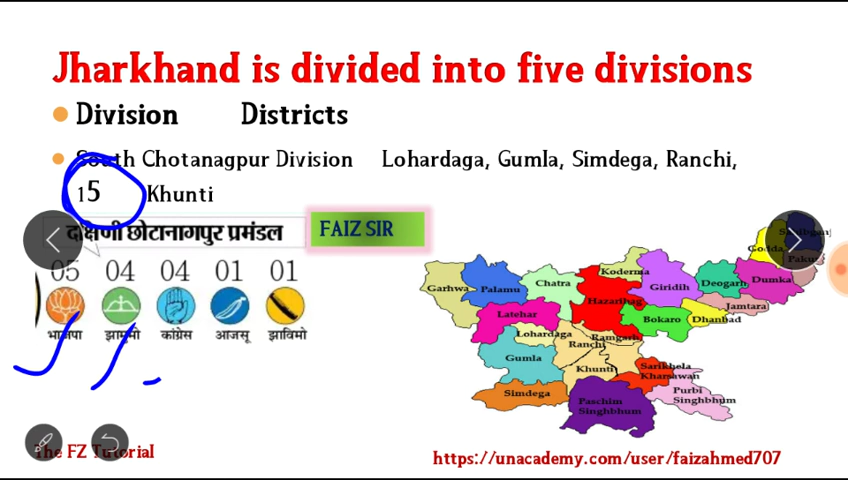 Jharkhand is divided into five divisions
Division Districts
South Chotanagpur Division Lohardaga, Gumla, Simdega, Ranchi,
15 Khunti
दक्षिणी छोटानागपुर प्रमंडल
FAIZ SIR
05 04 04 01 01
भाजपा झामुमो कांग्रेस आजसू झाविमो
Godda
Pakur
Koderma
Garhwa Palamu Chatra Giridih Deogarh Dumka
Hazaribag
Latehar Jamtara
Bokaro Dhanbad
Lohardaga Ramgarh
Ranchi
Gumla Khunti Sarikhela
Kharsawan
Simdega Purbi
Singhbhum
Paschim
Singhbhum
The FZ Tutorial
https://unacademy.com/user/faizahmed707